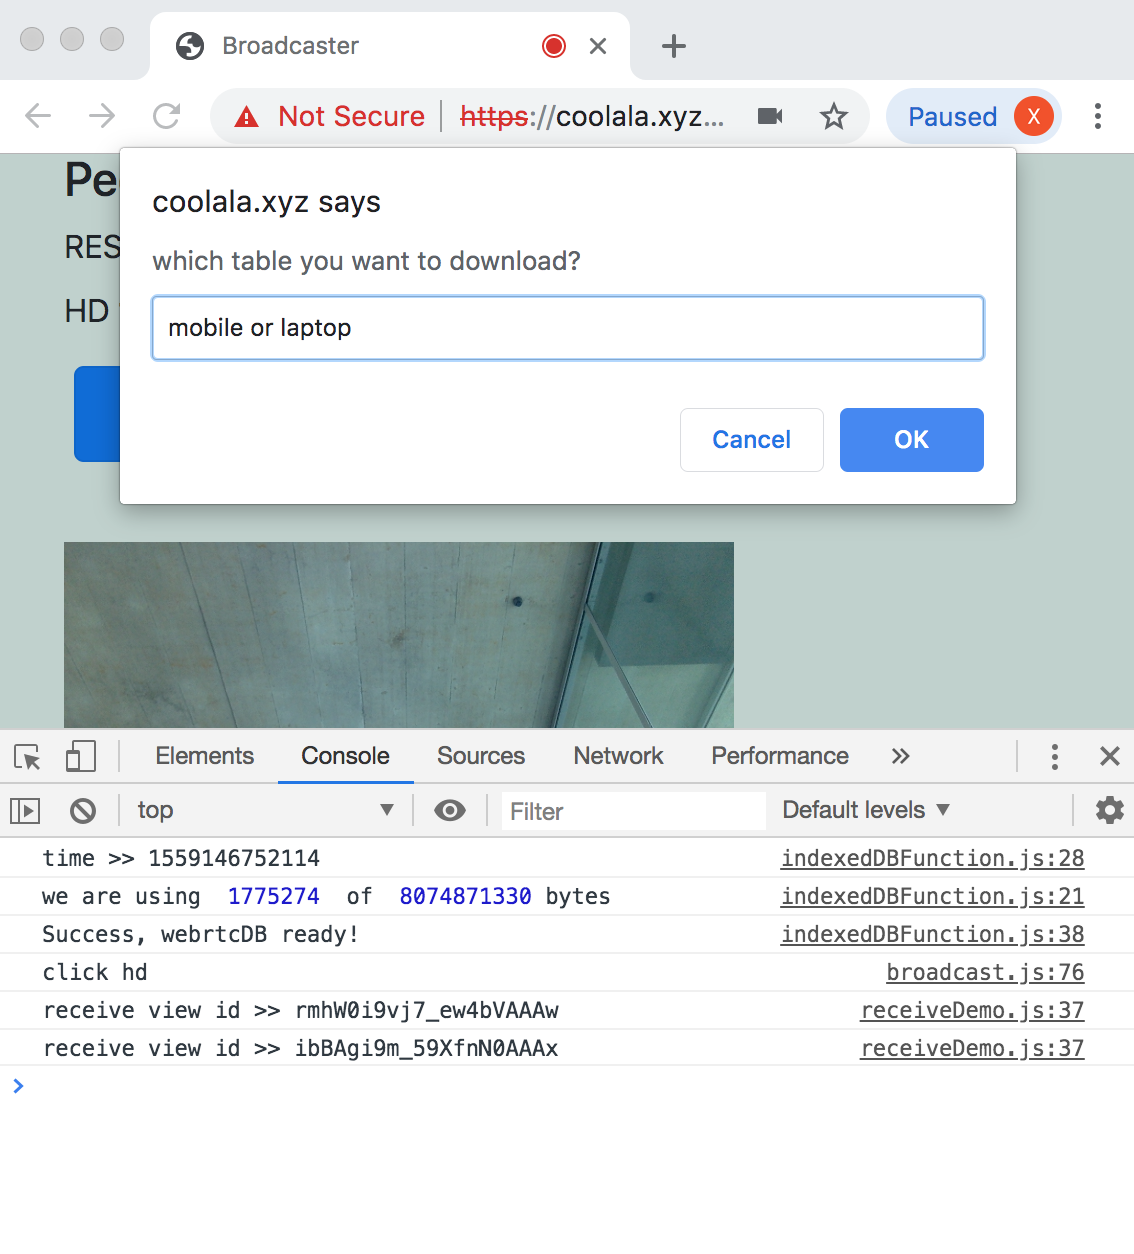 Broadcaster
Not Secure https://coolala.xyz... Paused X
Pe
RES
HD
coolala.xyz says
which table you want to download?
mobile or laptop
Cancel OK
Elements Console Sources Network Performance
top Filter Default levels
time >> 1559146752114 indexedDBFunction.js:28
we are using 1775274 of 8074871330 bytes indexedDBFunction.js:21
Success, webrtcDB ready! indexedDBFunction.js:38
click hd broadcast.js:76
receive view id >> rmhW0i9vj7_ew4bVAAAw receiveDemo.js:37
receive view id >> ibBAgi9m_59XfnN0AAAx receiveDemo.js:37